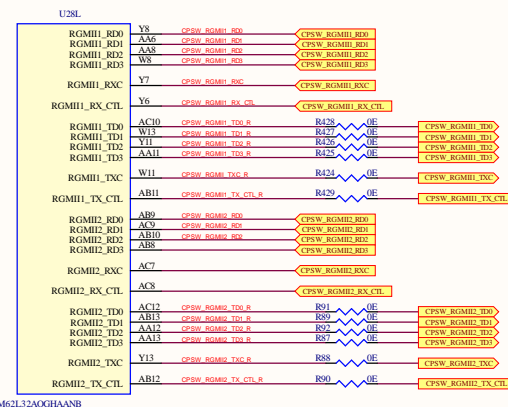 U28L
RGMII1_RD0 Y8 CPSW_RGMII1_RD0 CPSW_RGMII1_RD0
RGMII1_RD1 AA6 CPSW_RGMII1_RD1 CPSW_RGMII1_RD1
RGMII1_RD2 AA8 CPSW_RGMII1_RD2 CPSW_RGMII1_RD2
RGMII1_RD3 W8 CPSW_RGMII1_RD3 CPSW_RGMII1_RD3
RGMII1_RXC Y7 CPSW_RGMII1_RXC CPSW_RGMII1_RXC
RGMII1_RX_CTL Y6 CPSW_RGMII1_RX_CTL CPSW_RGMII1_RX_CTL
RGMII1_TD0 AC10 CPSW_RGMII1_TD0_R R428 0E CPSW_RGMII1_TD0
RGMII1_TD1 W13 CPSW_RGMII1_TD1_R R427 0E CPSW_RGMII1_TD1
RGMII1_TD2 Y11 CPSW_RGMII1_TD2_R R426 0E CPSW_RGMII1_TD2
RGMII1_TD3 AA11 CPSW_RGMII1_TD3_R R425 0E CPSW_RGMII1_TD3
RGMII1_TXC W11 CPSW_RGMII_TXC_R R424 0E CPSW_RGMII1_TXC
RGMII1_TX_CTL AB11 CPSW_RGMII1_TX_CTL_R R429 0E CPSW_RGMII1_TX_CTL
RGMII2_RD0 AB9 CPSW_RGMII2_RD0 CPSW_RGMII2_RD0
RGMII2_RD1 AC9 CPSW_RGMII2_RD1 CPSW_RGMII2_RD1
RGMII2_RD2 AB10 CPSW_RGMII2_RD2 CPSW_RGMII2_RD2
RGMII2_RD3 AB8 CPSW_RGMII2_RD3
RGMII2_RXC AC7 CPSW_RGMII2_RXC
RGMII2_RX_CTL AC8 CPSW_RGMII2_RX_CTL
RGMII2_TD0 AC12 CPSW_RGMII2_TD0_R R91 0E CPSW_RGMII2_TD0
RGMII2_TD1 AB13 CPSW_RGMII2_TD1_R R89 0E CPSW_RGMII2_TD1
RGMII2_TD2 AA12 CPSW_RGMII2_TD2_R R92 0E CPSW_RGMII2_TD2
RGMII2_TD3 AA13 CPSW_RGMII2_TD3_R R87 0E CPSW_RGMII2_TD3
RGMII2_TXC Y13 CPSW_RGMII2_TXC_R R88 0E CPSW_RGMII2_TXC
RGMII2_TX_CTL AB12 CPSW_RGMII2_TX_CTL_R R90 0E CPSW_RGMII2_TX_CTL
M62L32AOGHAANB